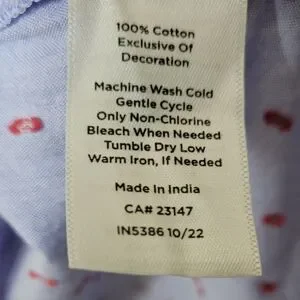 100% Cotton
Exclusive Of
Decoration
Machine Wash Cold
Gentle Cycle
Only Non-Chlorine
Bleach When Needed
Tumble Dry Low
Warm Iron, If Needed
Made In India
CA# 23147
IN5386 10/22